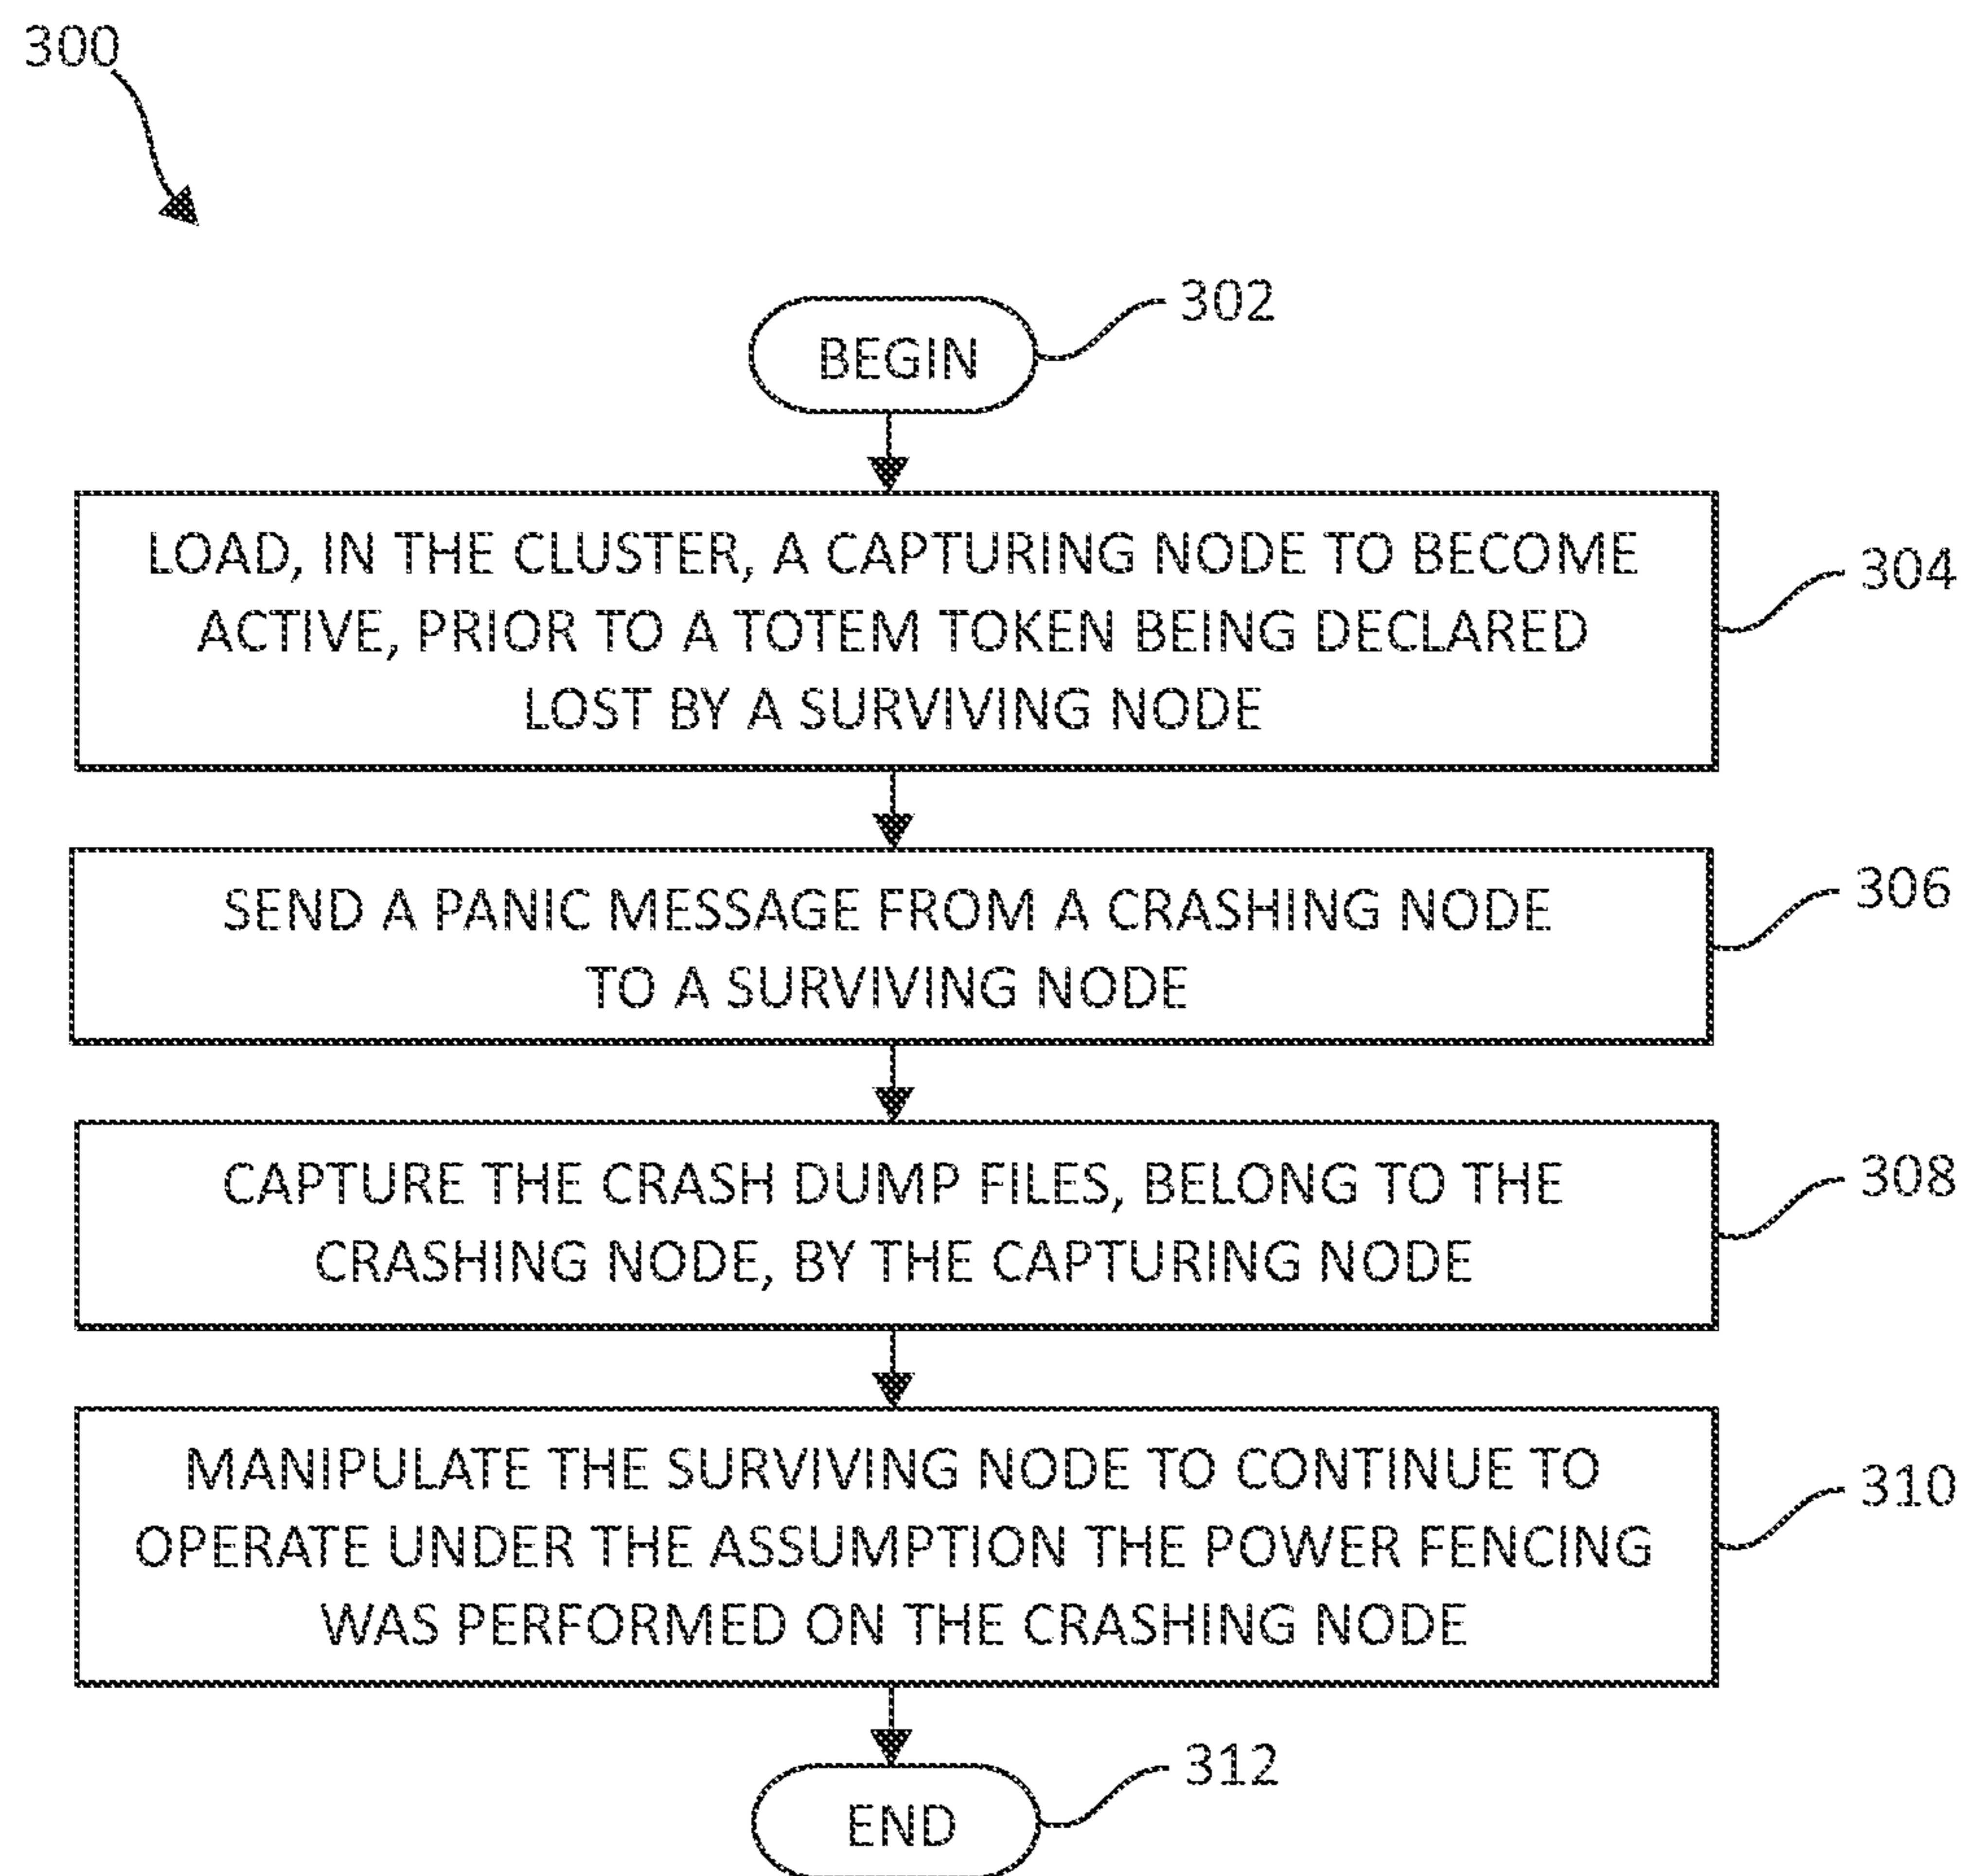 300
BEGIN
302
LOAD, IN THE CLUSTER, A CAPTURING NODE TO BECOME
ACTIVE, PRIOR TO A TOTEM TOKEN BEING DECLARED
LOST BY A SURVIVING NODE
304
SEND A PANIC MESSAGE FROM A CRASHING NODE
TO A SURVIVING NODE
306
CAPTURE THE CRASH DUMP FILES, BELONG TO THE
CRASHING NODE, BY THE CAPTURING NODE
308
MANIPULATE THE SURVIVING NODE TO CONTINUE TO
OPERATE UNDER THE ASSUMPTION THE POWER FENCING
WAS PERFORMED ON THE CRASHING NODE
310
END
312